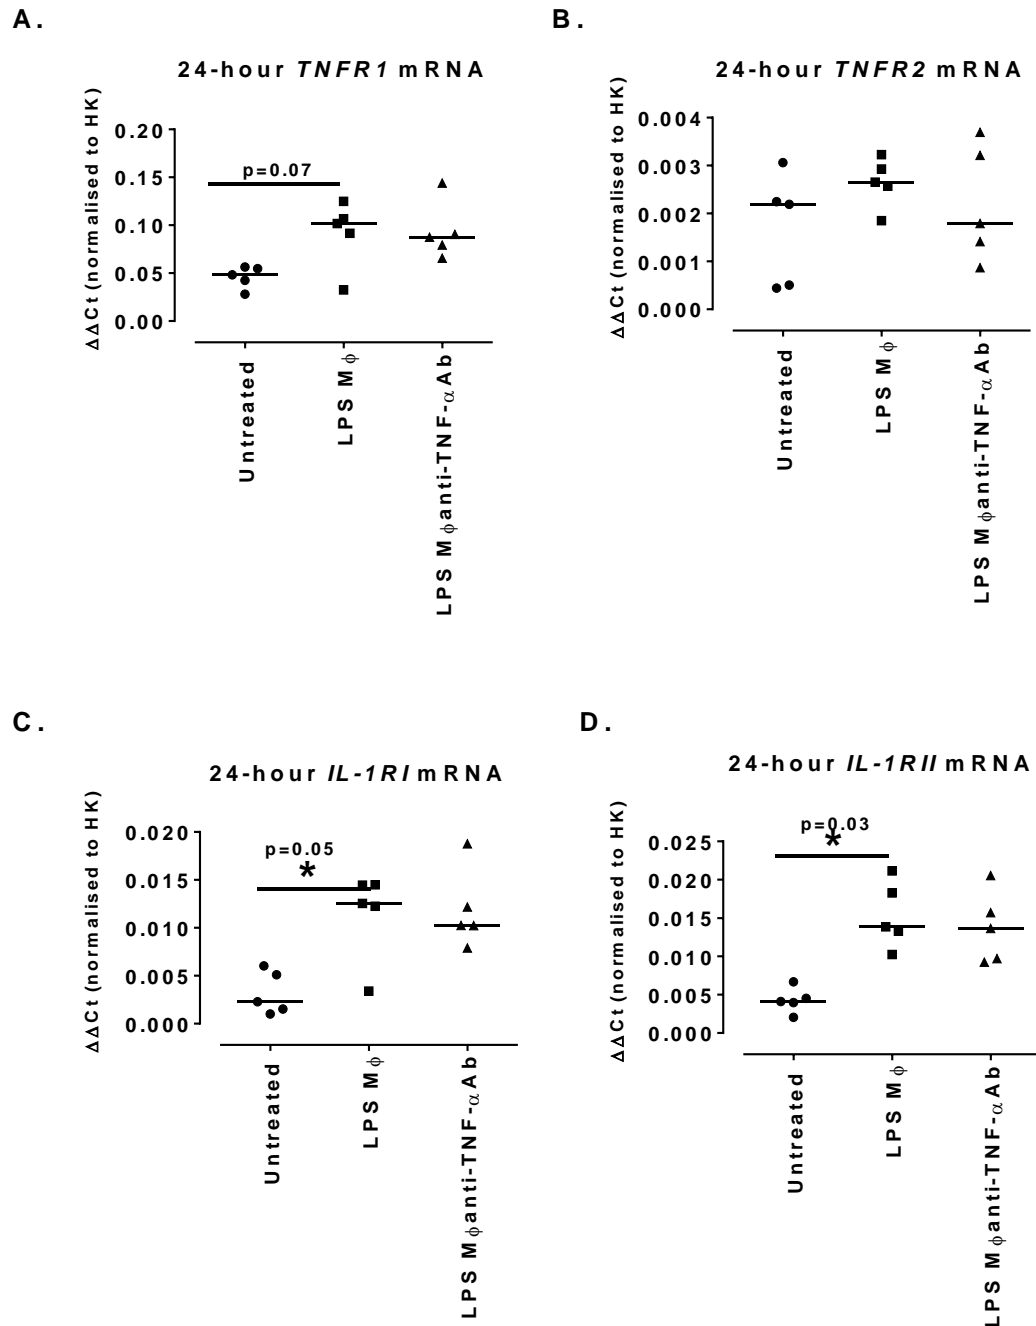 A.
24-hour TNFR1 mRNA
ΔΔCt (normalised to HK)
0.20
0.15
0.10
0.05
0.00
p=0.07
Untreated
LPS Mϕ
LPS Mϕanti-TNF-αAb
B.
24-hour TNFR2 mRNA
ΔΔCt (normalised to HK)
0.004
0.003
0.002
0.001
0.000
Untreated
LPS Mϕ
LPS Mϕanti-TNF-αAb
C.
24-hour IL-1RI mRNA
ΔΔCt (normalised to HK)
0.020
0.015
0.010
0.005
0.000
p=0.05
*
Untreated
LPS Mϕ
LPS Mϕanti-TNF-αAb
D.
24-hour IL-1RII mRNA
ΔΔCt (normalised to HK)
0.025
0.020
0.015
0.010
0.005
0.000
p=0.03
*
Untreated
LPS Mϕ
LPS Mϕanti-TNF-αAb